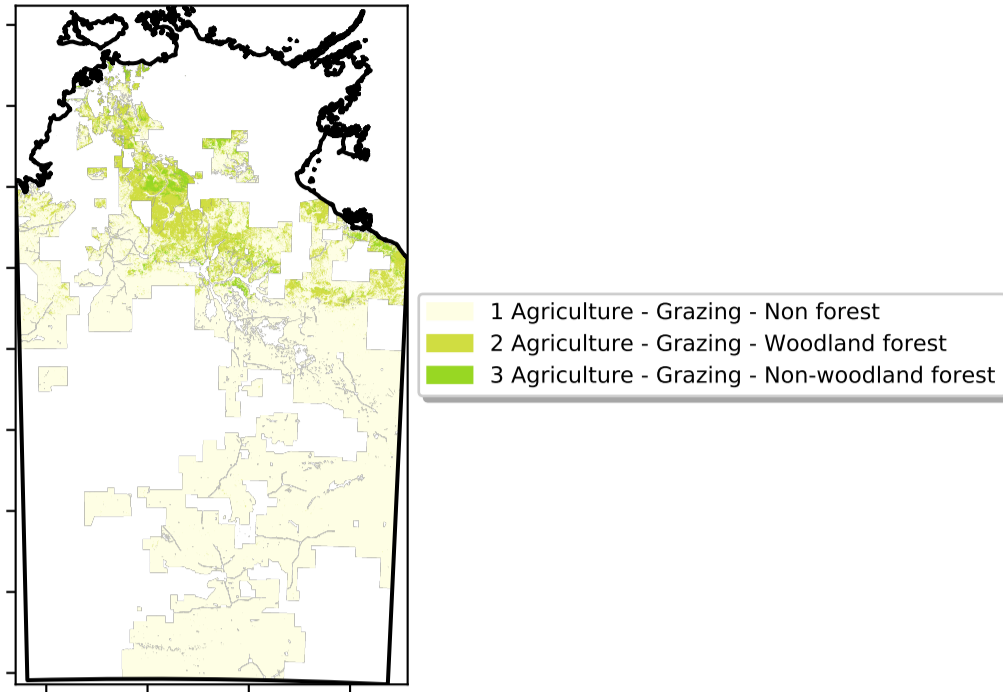 1 Agriculture - Grazing - Non forest
2 Agriculture - Grazing - Woodland forest
3 Agriculture - Grazing - Non-woodland forest